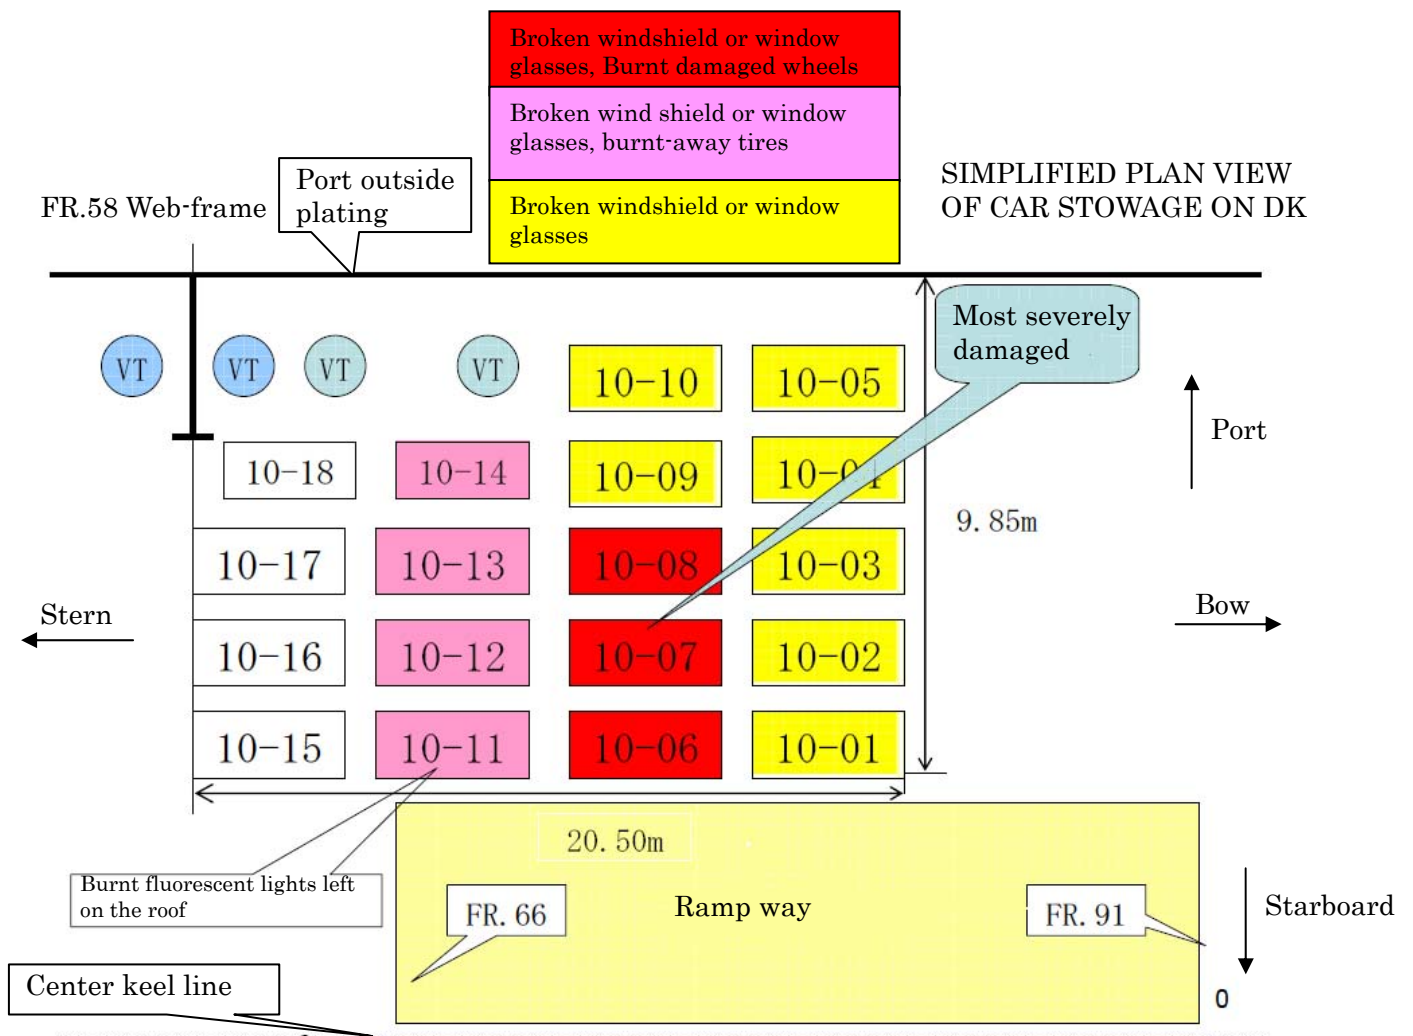 Broken windshield or window
glasses, Burnt damaged wheels
Broken wind shield or window
glasses, burnt-away tires
Broken windshield or window
glasses
SIMPLIFIED PLAN VIEW
OF CAR STOWAGE ON DK
FR.58 Web-frame
Port outside
plating
Most severely
damaged
VT VT VT VT
10-10 10-05
Port
10-18 10-14 10-09 10-04
9.85m
10-17 10-13 10-08 10-03
Stern
Bow
10-16 10-12 10-07 10-02
10-15 10-11 10-06 10-01
20.50m
Burnt fluorescent lights left
on the roof
FR.66
Ramp way
FR.91
Starboard
Center keel line
0